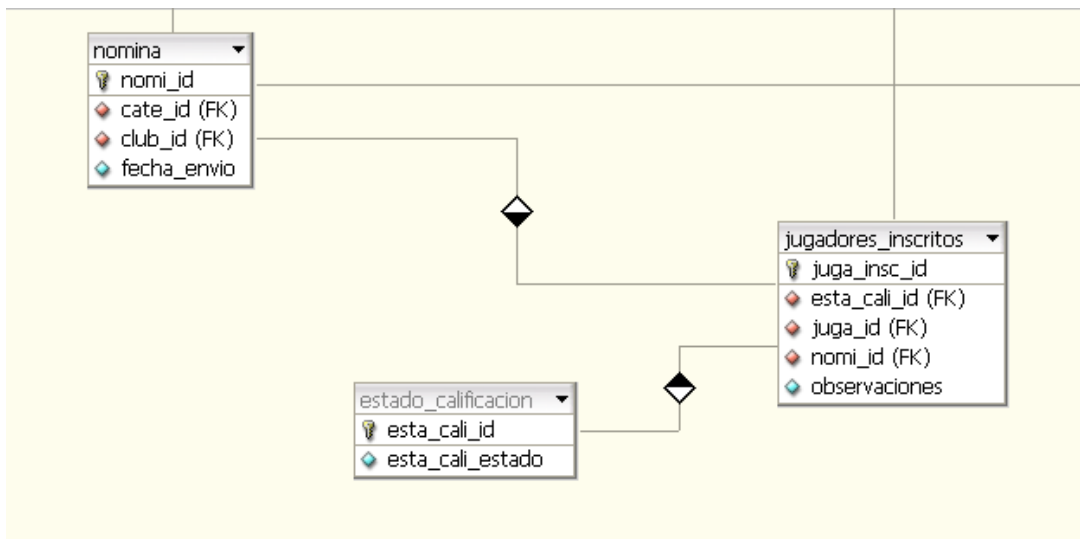 nomina
nomi_id
cate_id (FK)
club_id (FK)
fecha_envio
jugadores_inscritos
juga_insc_id
esta_cali_id (FK)
juga_id (FK)
nomi_id (FK)
observaciones
estado_calificacion
esta_cali_id
esta_cali_estado